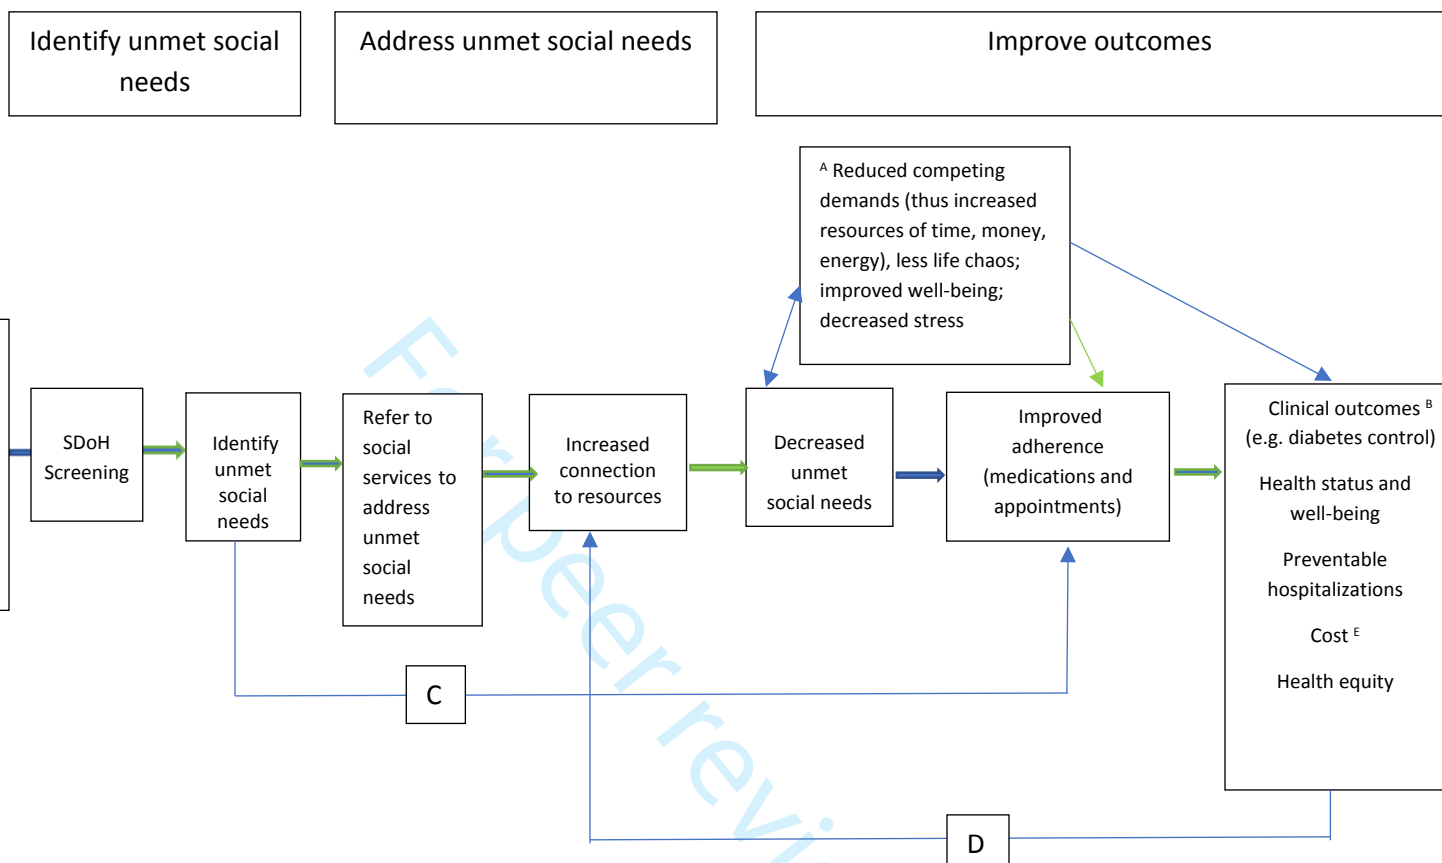 Identify unmet social
needs
Address unmet social needs
Improve outcomes
A Reduced competing
demands (thus increased
resources of time, money,
energy), less life chaos;
improved well-being;
decreased stress
SDoH
Screening
Identify
unmet
social
needs
Refer to
social
services to
address
unmet
social
needs
Increased
connection
to resources
Decreased
unmet
social needs
Improved
adherence
(medications and
appointments)
Clinical outcomes B
(e.g. diabetes control)
Health status and
well-being
Preventable
hospitalizations
Cost E
Health equity
C
D
For peer revi